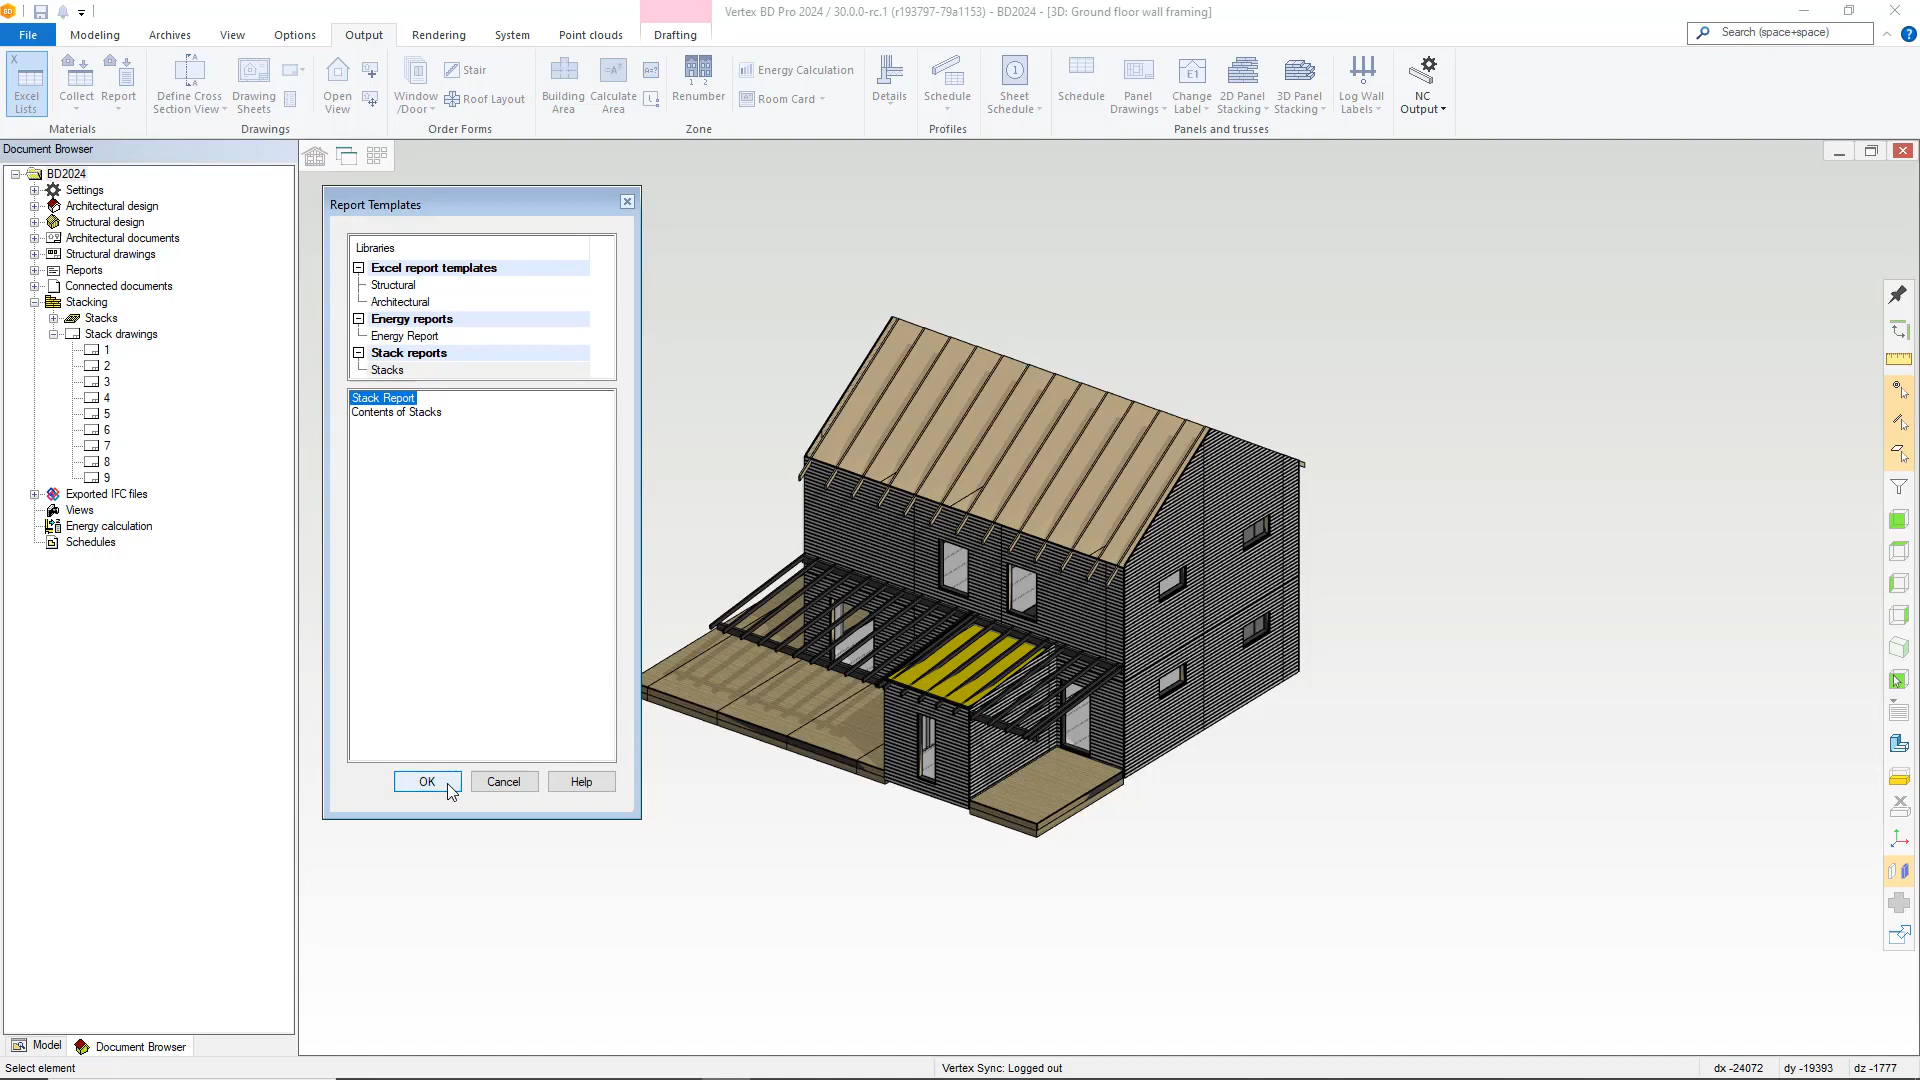 BD
Vertex BD Pro 2024 / 30.0.0-rc.1 (r193797-79a1153) - BD2024 - [3D: Ground floor wall framing]
File
Modeling
Archives
View
Options
Output
Rendering
System
Point clouds
Drafting
Search (space+space)
Excel Lists
Collect
Report
Define Cross Section View
Drawing Sheets
Open View
Window /Door
Stair
Roof Layout
Building Area
Calculate Area
Renumber
Energy Calculation
Room Card
Details
Schedule
Sheet Schedule
Schedule
Panel Drawings
Change Label
2D Panel Stacking
3D Panel Stacking
Log Wall Labels
NC Output
Materials
Drawings
Order Forms
Zone
Profiles
Panels and trusses
Document Browser
BD2024
Settings
Architectural design
Structural design
Architectural documents
Structural drawings
Reports
Connected documents
Stacking
Stacks
Stack drawings
1
2
3
4
5
6
7
8
9
Exported IFC files
Views
Energy calculation
Schedules
Report Templates
Libraries
Excel report templates
Structural
Architectural
Energy reports
Energy Report
Stack reports
Stacks
Stack Report
Contents of Stacks
OK
Cancel
Help
Model
Document Browser
Select element
Vertex Sync: Logged out
dx -24072
dy -19393
dz -1777